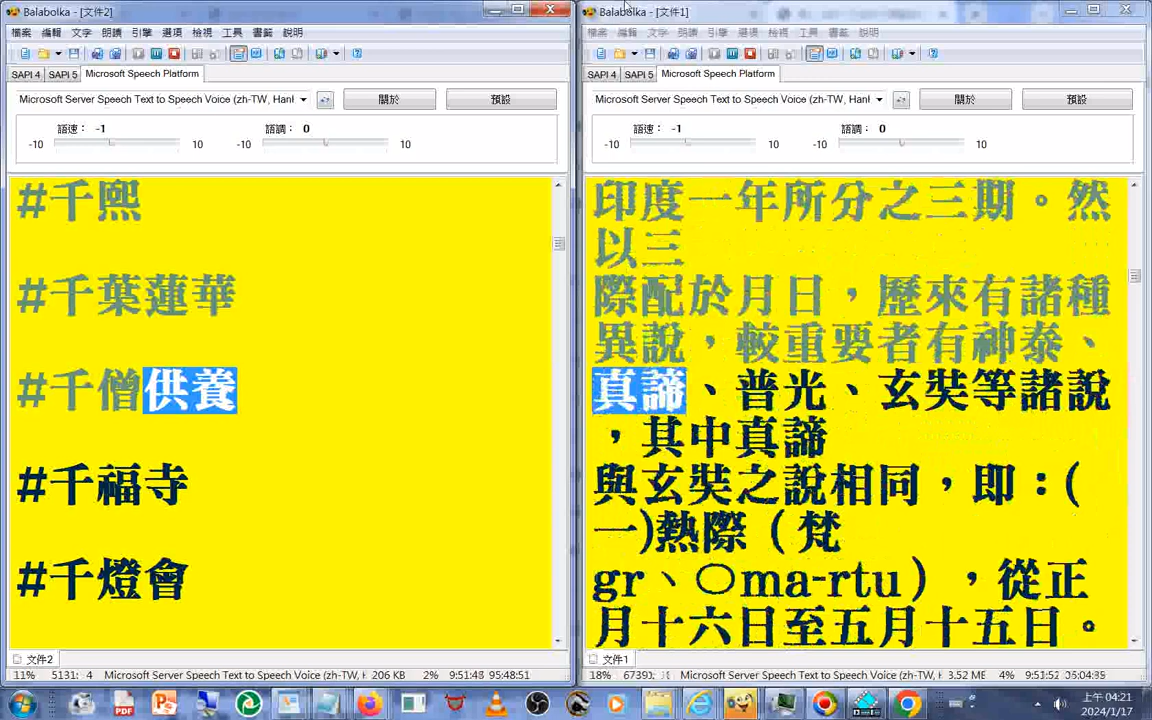 Balabolka - [文件2]
檔案 編輯 文字 朗讀 引擎 選項 檢視 工具 書籤 說明
SAPI 4 SAPI 5 Microsoft Speech Platform
Microsoft Server Speech Text to Speech Voice (zh-TW, Hanl
關於 預設
語速： -1 語調： 0
-10 10 -10 10
#千熙
#千葉蓮華
#千僧供養
#千福寺
#千燈會
文件2
11% 5131: 4 Microsoft Server Speech Text to Speech Voice (zh-TW, H 206 KB 2% 9:51:48 95:48:51
Balabolka - [文件1]
檔案 編輯 文字 朗讀 引擎 選項 檢視 工具 書籤 說明
SAPI 4 SAPI 5 Microsoft Speech Platform
Microsoft Server Speech Text to Speech Voice (zh-TW, Hanl
關於 預設
語速： -1 語調： 0
-10 10 -10 10
印度一年所分之三期。然
以三
際配於月日，歷來有諸種
異說，較重要者有神泰、
真諦、普光、玄奘等諸說
，其中真諦
與玄奘之說相同，即：(
一)熱際（梵
gr、〇ma-rtu），從正
月十六日至五月十五日。
文件1
18% 67391: Microsoft Server Speech Text to Speech Voice (zh-TW, H 3.52 MB 4% 9:51:52
上午 04:21
2024/1/17